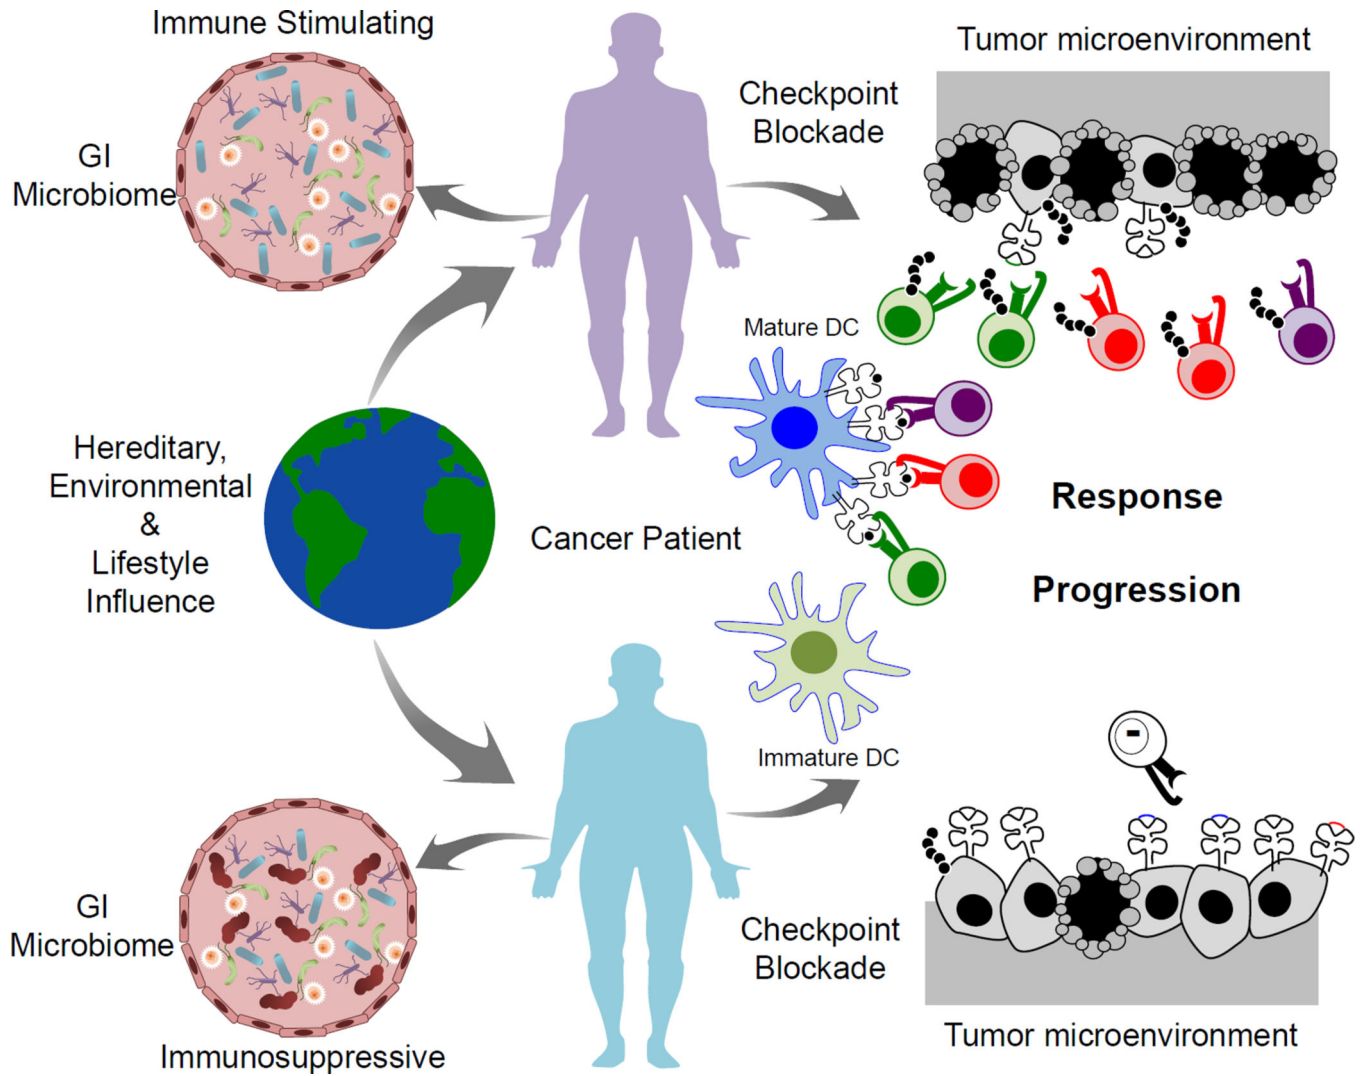 Immune Stimulating
GI
Microbiome
Checkpoint
Blockade
Tumor microenvironment
Mature DC
Hereditary,
Environmental
&
Lifestyle
Influence
Cancer Patient
Response
Progression
Immature DC
GI
Microbiome
Immunosuppressive
Checkpoint
Blockade
-
Tumor microenvironment